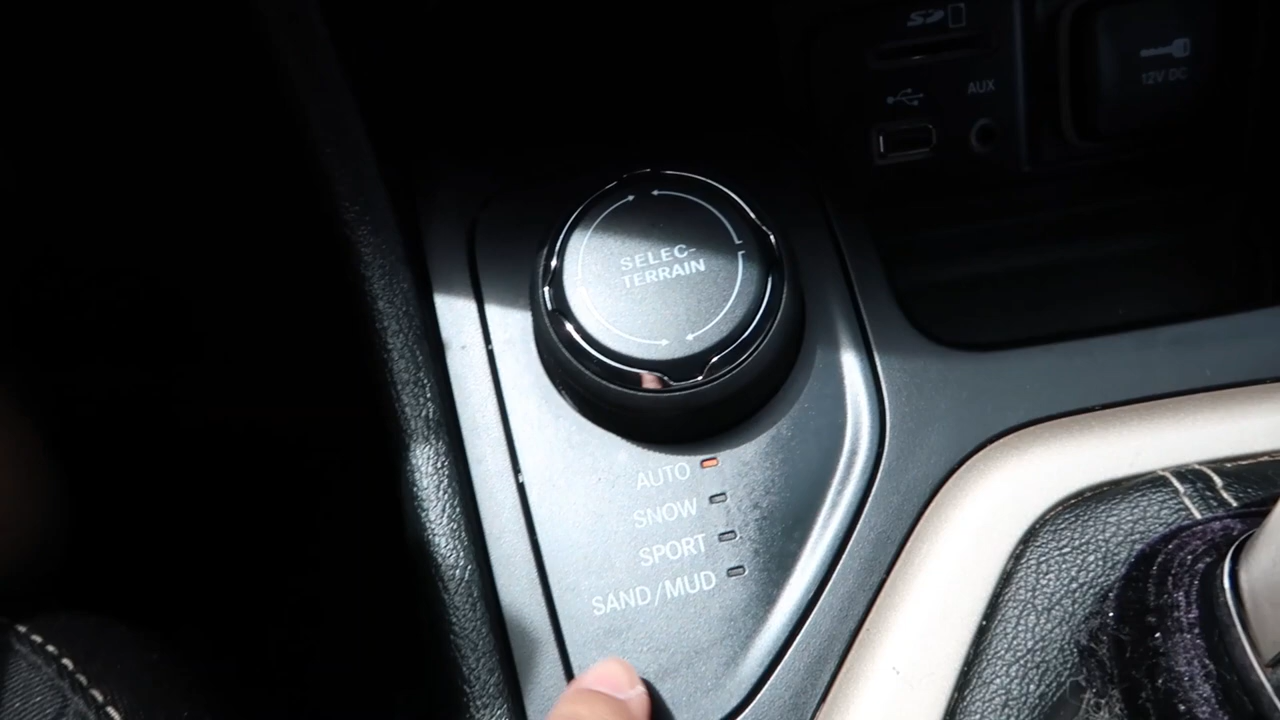 SD
AUX
12V DC
SELEC-
TERRAIN
AUTO
SNOW
SPORT
SAND/MUD